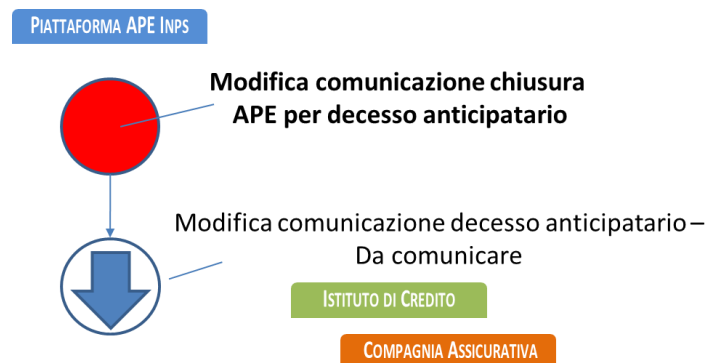 PIATTAFORMA APE INPS
Modifica comunicazione chiusura
APE per decesso anticipatario
Modifica comunicazione decesso anticipatario –
Da comunicare
ISTITUTO DI CREDITO
COMPAGNIA ASSICURATIVA